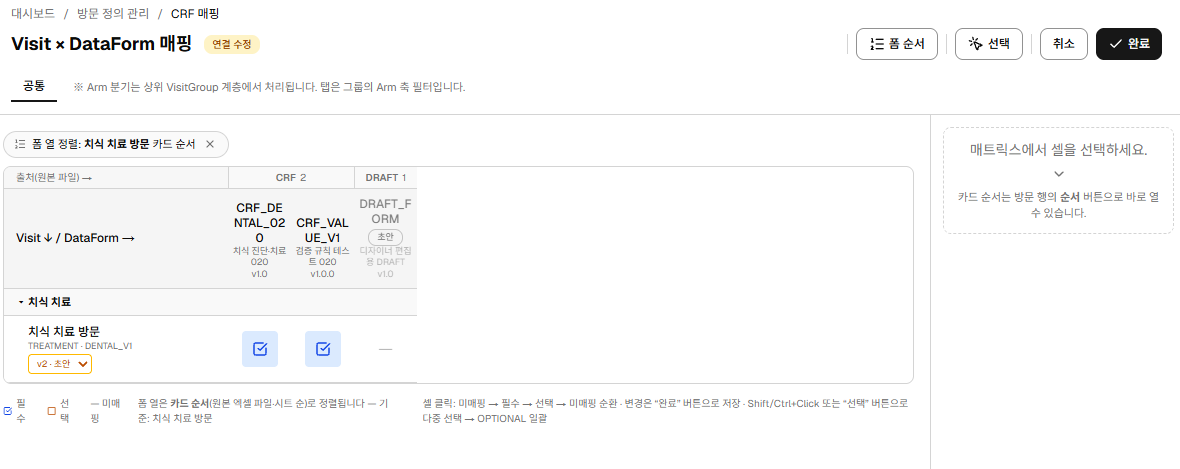 대시보드 / 방문 정의 관리 / CRF 매핑
Visit × DataForm 매핑 연결 수정
폼 순서 선택 취소 완료
공통 ※ Arm 분기는 상위 VisitGroup 계층에서 처리됩니다. 탭은 그룹의 Arm 축 필터입니다.
폼 열 정렬: 치식 치료 방문 카드 순서 ×
출처(원본 파일) → CRF 2 DRAFT 1
Visit ↓ / DataForm →
CRF_DE
NTAL_02
0
치식 진단·치료
020
v1.0
CRF_VAL
UE_V1
검증 규칙 테스
트 020
v1.0.0
DRAFT_F
ORM
초안
디자이너 편집
용 DRAFT
v1.0
치식 치료
치식 치료 방문
TREATMENT · DENTAL_V1
v2 · 초안
—
필
수
선
택
— 미매
핑
폼 열은 카드 순서(원본 엑셀 파일·시트 순)로 정렬됩니다 — 기
준: 치식 치료 방문
셀 클릭: 미매핑 → 필수 → 선택 → 미매핑 순환 · 변경은 “완료” 버튼으로 저장 · Shift/Ctrl+Click 또는 “선택” 버튼으로
다중 선택 → OPTIONAL 일괄
매트릭스에서 셀을 선택하세요.
카드 순서는 방문 행의 순서 버튼으로 바로 열
수 있습니다.